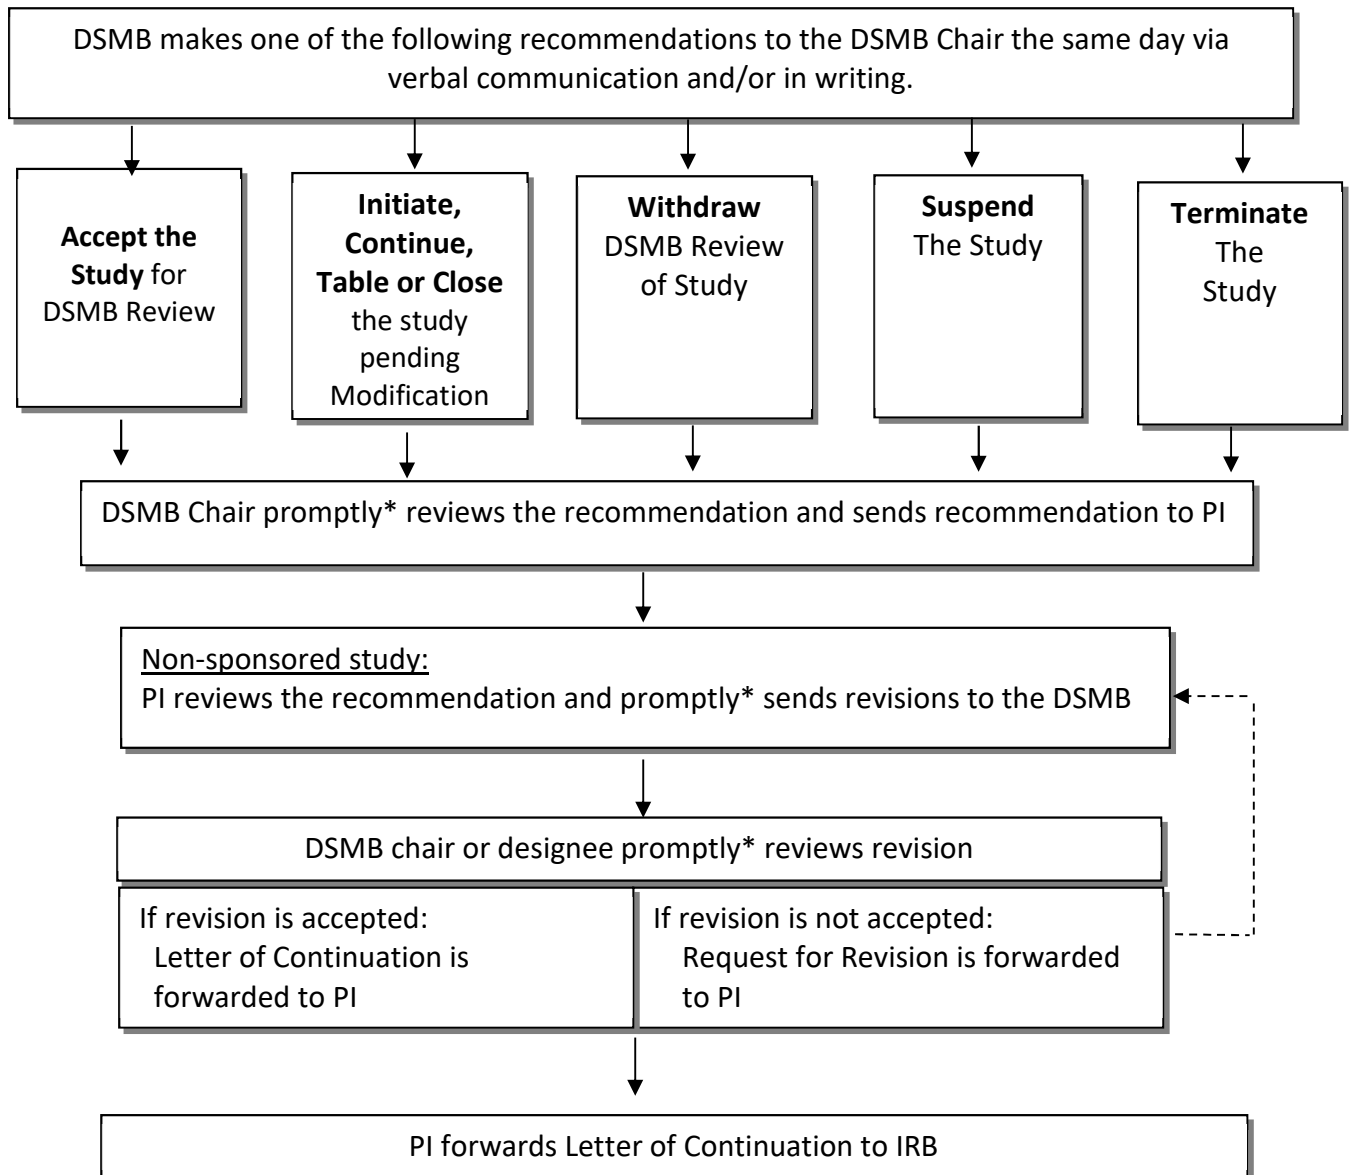 DSMB makes one of the following recommendations to the DSMB Chair the same day via
verbal communication and/or in writing.
Accept the
Study for
DSMB Review
Initiate,
Continue,
Table or Close
the study
pending
Modification
Withdraw
DSMB Review
of Study
Suspend
The Study
Terminate
The
Study
DSMB Chair promptly* reviews the recommendation and sends recommendation to PI
Non-sponsored study:
PI reviews the recommendation and promptly* sends revisions to the DSMB
DSMB chair or designee promptly* reviews revision
If revision is accepted:
Letter of Continuation is
forwarded to PI
If revision is not accepted:
Request for Revision is forwarded
to PI
PI forwards Letter of Continuation to IRB